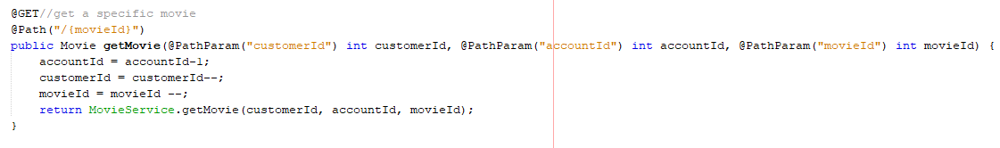 @GET//get a specific movie
@Path("/{movieId}")
public Movie getMovie(@PathParam("customerId") int customerId, @PathParam("accountId") int accountId, @PathParam("movieId") int movieId) {
accountId = accountId-1;
customerId = customerId--;
movieId = movieId --;
return MovieService.getMovie(customerId, accountId, movieId);
}